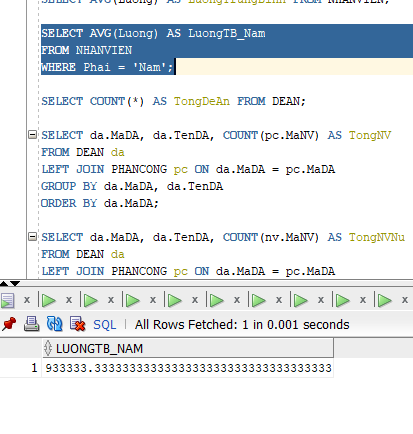 SELECT AVG(Luong) AS LuongTrungBinh FROM NHANVIEN;
SELECT AVG(Luong) AS LuongTB_Nam
FROM NHANVIEN
WHERE Phai = 'Nam';
SELECT COUNT(*) AS TongDeAn FROM DEAN;
SELECT da.MaDA, da.TenDA, COUNT(pc.MaNV) AS TongNV
FROM DEAN da
LEFT JOIN PHANCONG pc ON da.MaDA = pc.MaDA
GROUP BY da.MaDA, da.TenDA
ORDER BY da.MaDA;
SELECT da.MaDA, da.TenDA, COUNT(nv.MaNV) AS TongNVNu
FROM DEAN da
LEFT JOIN PHANCONG pc ON da.MaDA = pc.MaDA
x x x x x x x x x
SQL | All Rows Fetched: 1 in 0.001 seconds
LUONGTB_NAM
1 933333.3333333333333333333333333333333333